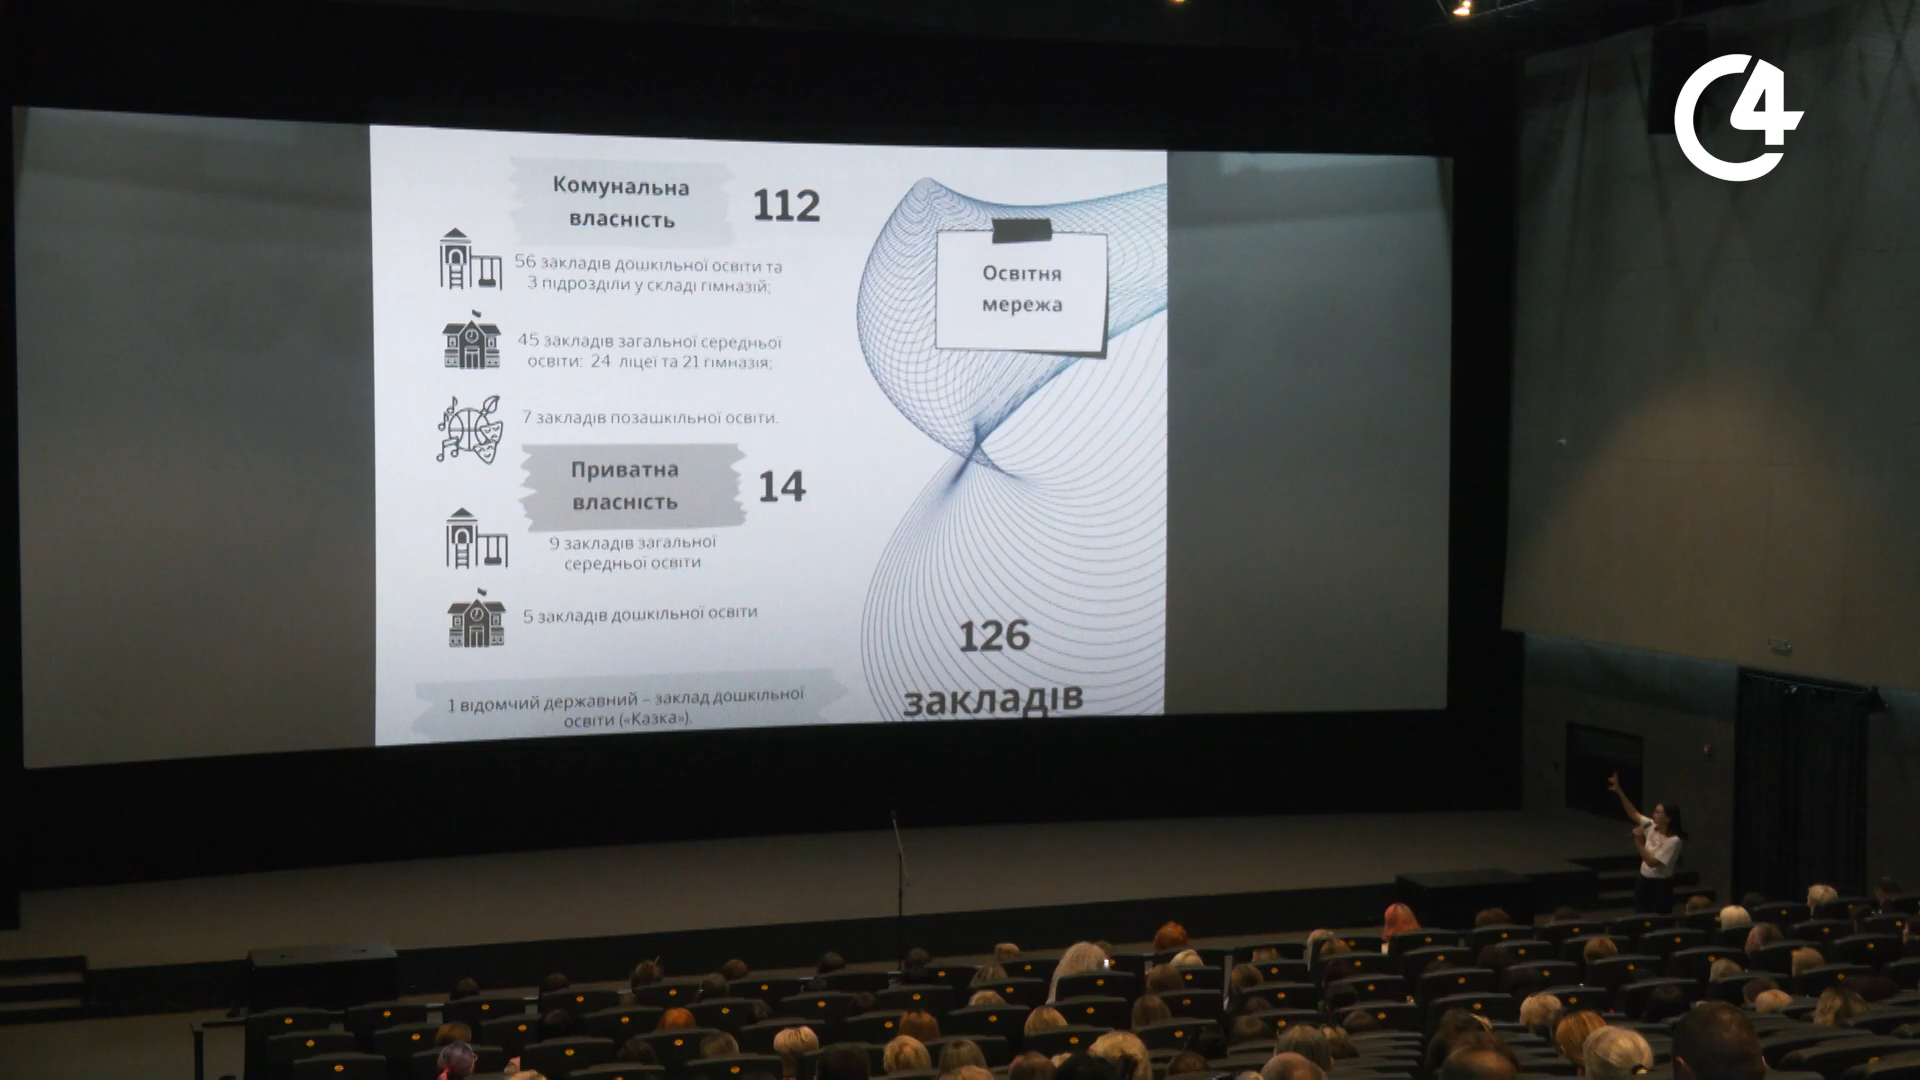 Комунальна
власність
112
56 закладів дошкільної освіти та
3 підрозділи у складі гімназій;
45 закладів загальної середньої
освіти: 24 ліцеї та 21 гімназія;
7 закладів позашкільної освіти.
Приватна
власність
14
9 закладів загальної
середньої освіти
5 закладів дошкільної освіти
1 відомчий державний – заклад дошкільної
освіти («Казка»).
Освітня
мережа
126
закладів
C4